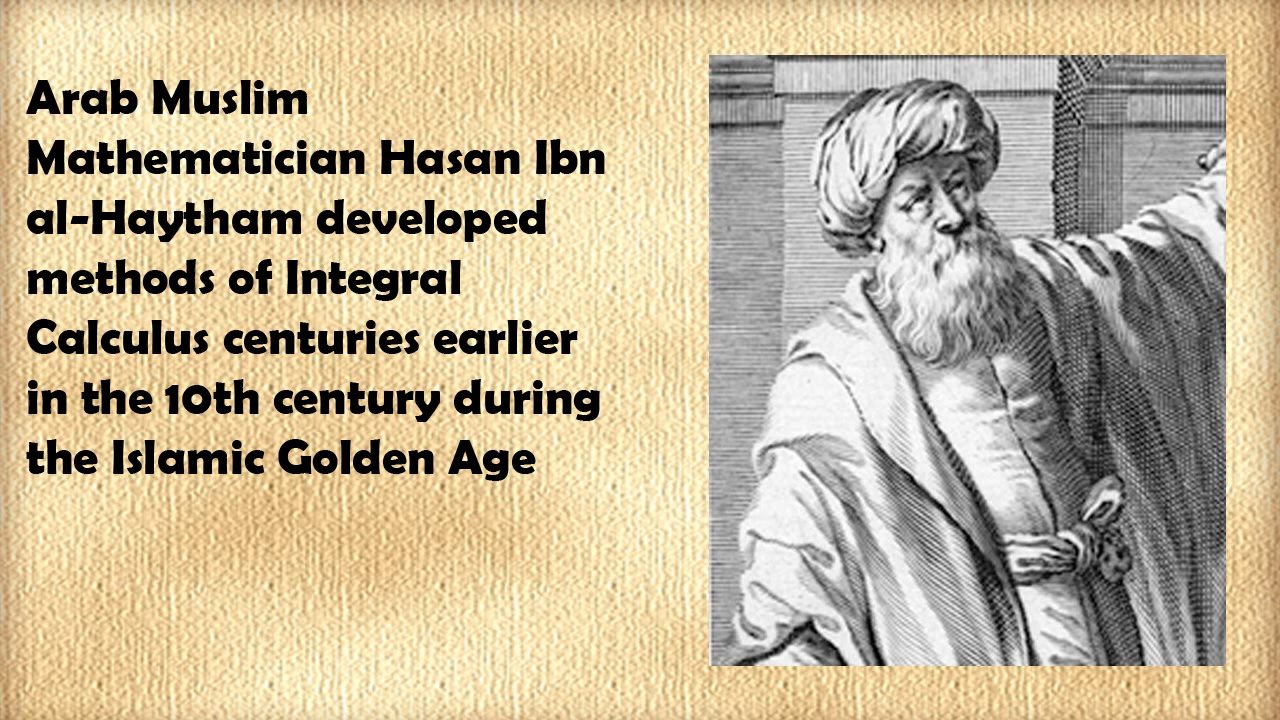 Arab Muslim
Mathematician Hasan Ibn
al-Haytham developed
methods of Integral
Calculus centuries earlier
in the 10th century during
the Islamic Golden Age